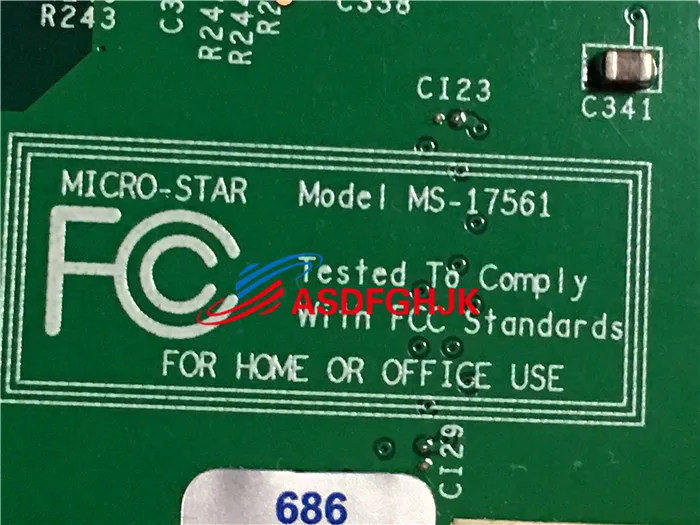 R243
C338
R244
CI23
C341
MICRO-STAR Model MS-17561
FC
Tested To Comply
ASDFGHJK
With FCC Standards
FOR HOME OR OFFICE USE
CI29
686